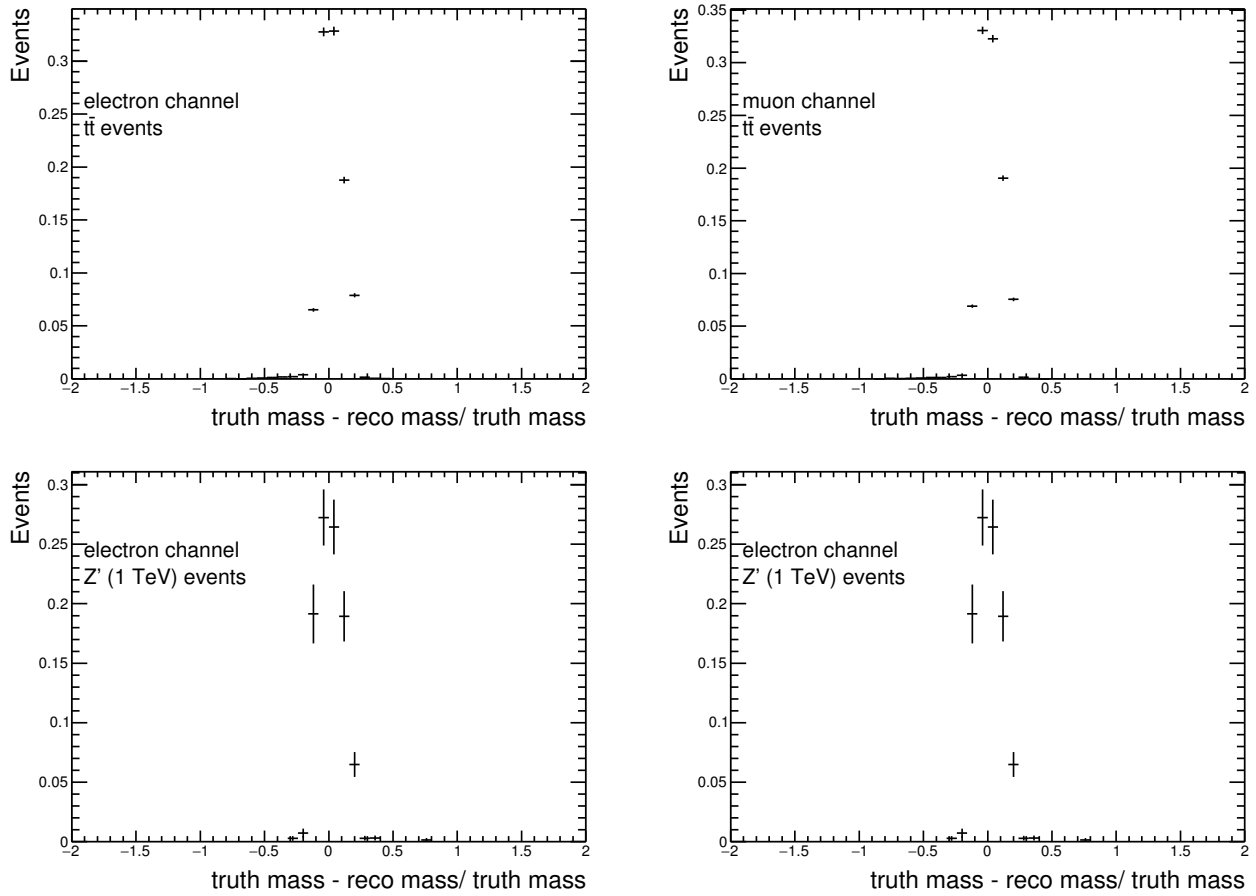 Events
0.3
0.25
0.2
0.15
0.1
0.05
0
electron channel
tt̄ events
−2 −1.5 −1 −0.5 0 0.5 1 1.5 2
truth mass - reco mass/ truth mass
Events
0.35
0.3
0.25
0.2
0.15
0.1
0.05
0
muon channel
tt̄ events
−2 −1.5 −1 −0.5 0 0.5 1 1.5 2
truth mass - reco mass/ truth mass
Events
0.3
0.25
0.2
0.15
0.1
0.05
0
electron channel
Z' (1 TeV) events
−2 −1.5 −1 −0.5 0 0.5 1 1.5 2
truth mass - reco mass/ truth mass
Events
0.3
0.25
0.2
0.15
0.1
0.05
0
electron channel
Z' (1 TeV) events
−2 −1.5 −1 −0.5 0 0.5 1 1.5 2
truth mass - reco mass/ truth mass